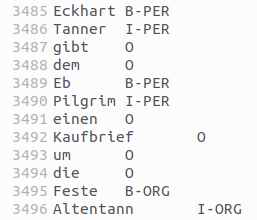 3485 Eckhart B-PER
3486 Tanner I-PER
3487 gibt O
3488 dem O
3489 Eb B-PER
3490 Pilgrim I-PER
3491 einen O
3492 Kaufbrief O
3493 um O
3494 die O
3495 Feste B-ORG
3496 Altentann I-ORG